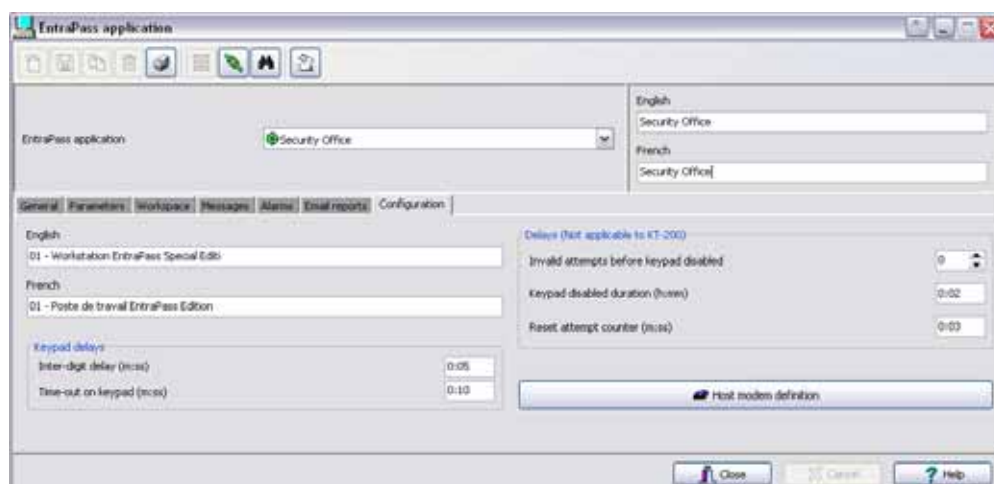 EntraPass application
English
Security Office
EntraPass application
Security Office
French
Security Office
General Parameters Workspace Messages Alarms Email reports Configuration
English
01 - Workstation EntraPass Special Editi
French
01 - Poste de travail EntraPass Edition
Keypad delays
Inter-digit delay (m:ss) 0:05
Time-out on keypad (m:ss) 0:10
Delays (Not applicable to KT-200)
Invalid attempts before keypad disabled 0
Keypad disabled duration (h:mm) 0:02
Reset attempt counter (m:ss) 0:03
Host modem definition
Close Cancel Help